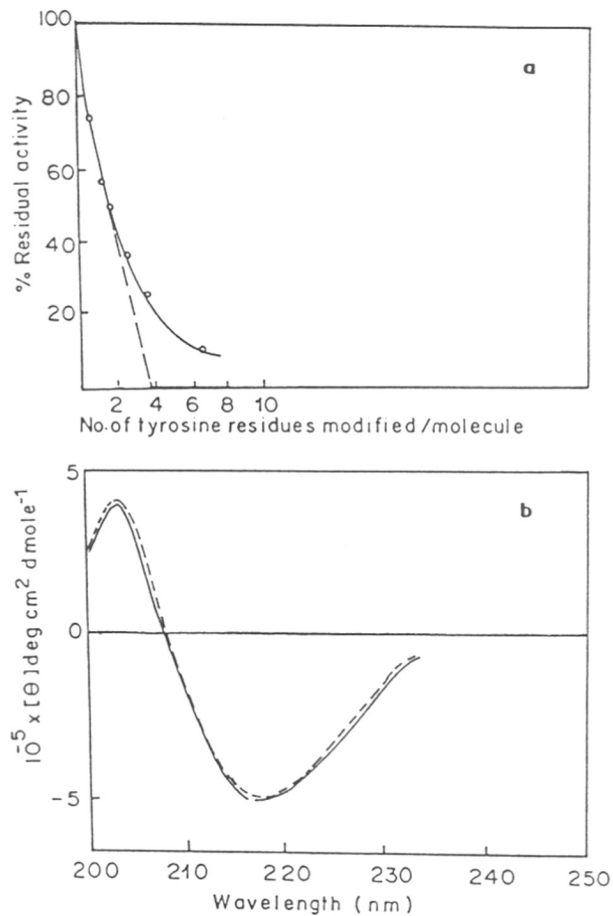 100
a
80
60
40
20
% Residual activity
2 4 6 8 10
No. of tyrosine residues modified/molecule
5
b
0
-5
10^-5 x [θ] deg cm² dmole⁻¹
200 210 220 230 240 250
Wavelength (nm)